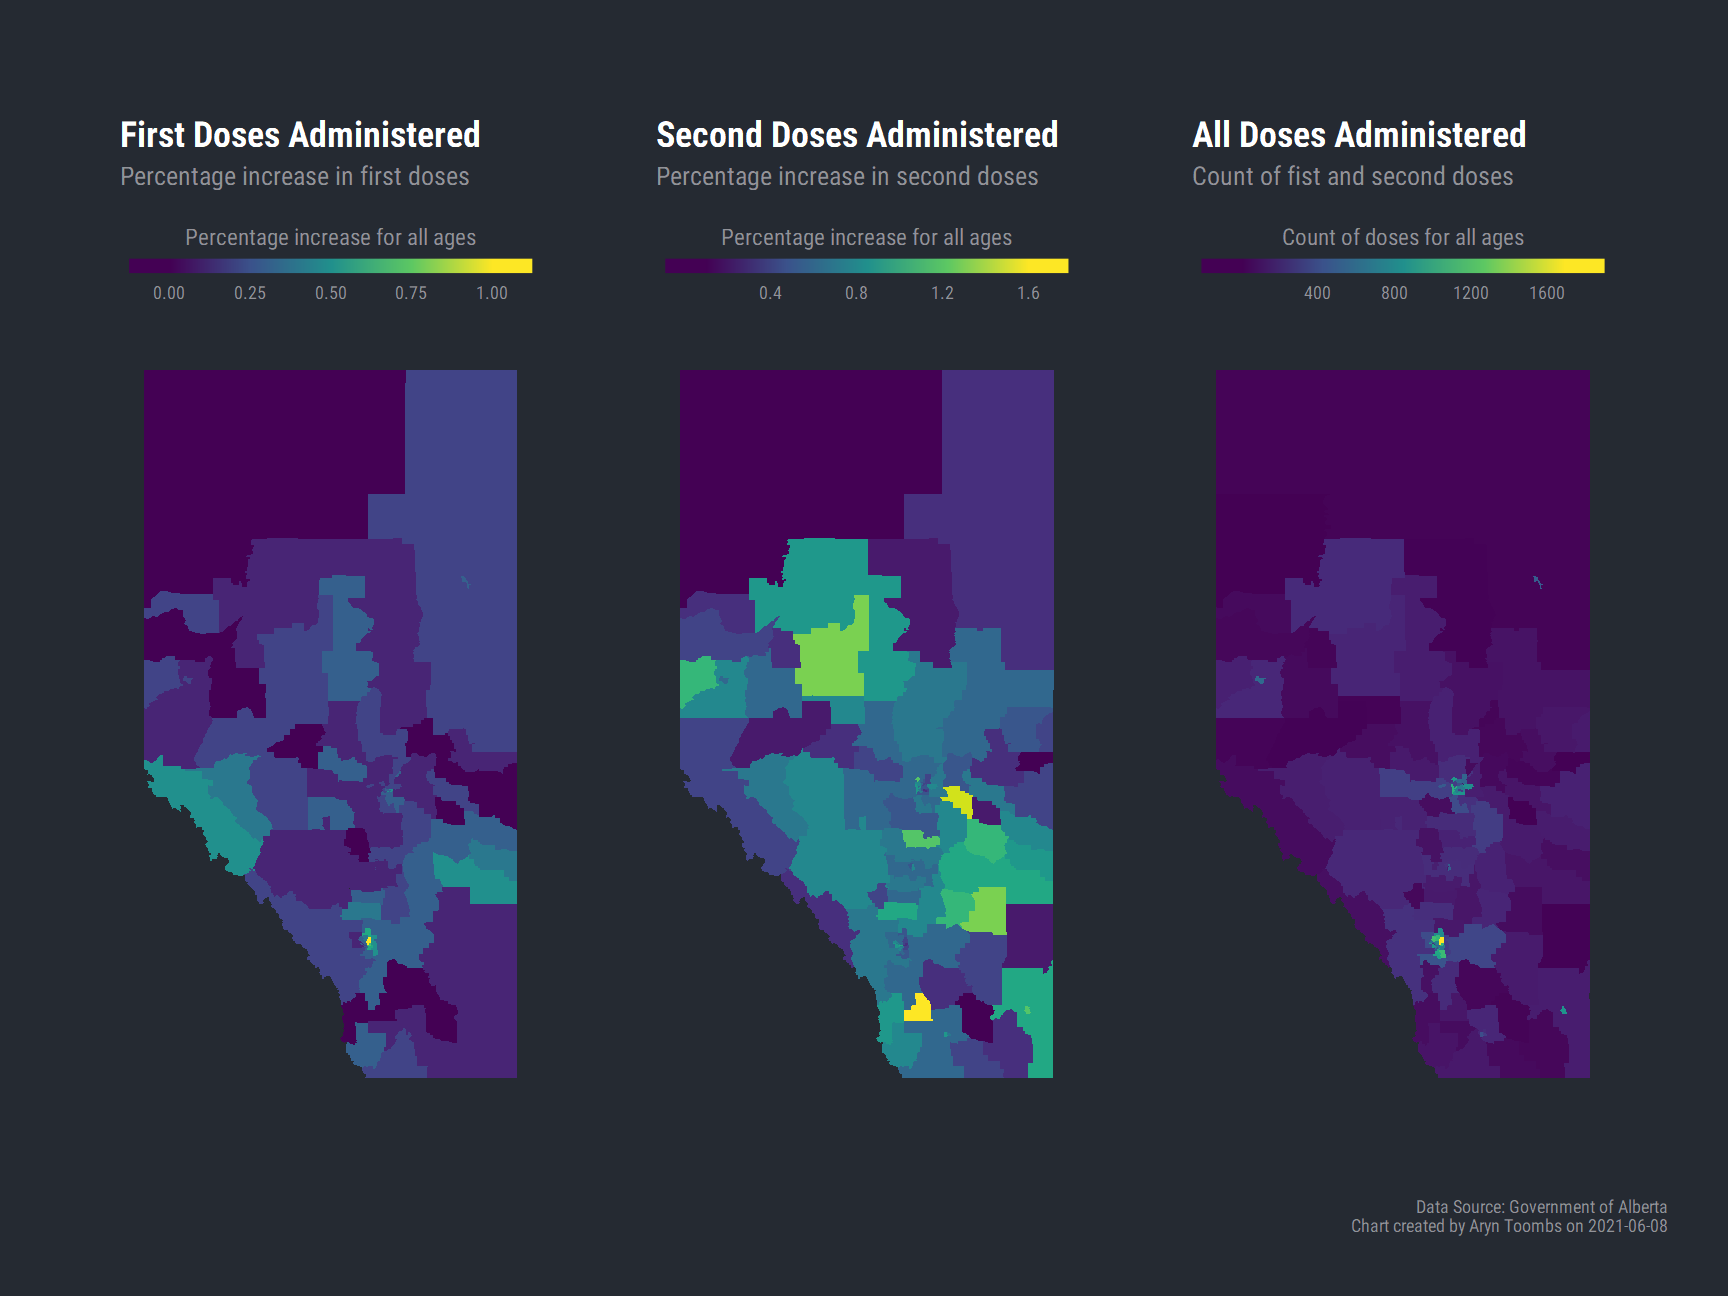 First Doses Administered
Percentage increase in first doses
Percentage increase for all ages
0.00 0.25 0.50 0.75 1.00
Second Doses Administered
Percentage increase in second doses
Percentage increase for all ages
0.4 0.8 1.2 1.6
All Doses Administered
Count of fist and second doses
Count of doses for all ages
400 800 1200 1600
Data Source: Government of Alberta
Chart created by Aryn Toombs on 2021-06-08